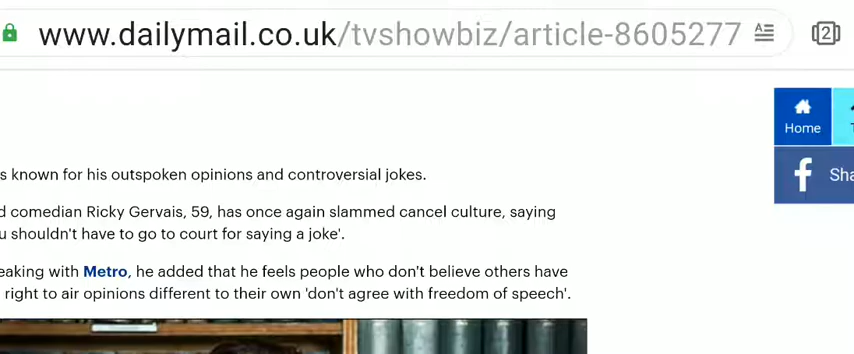 www.dailymail.co.uk/tvshowbiz/article-8605277
2
Home
s known for his outspoken opinions and controversial jokes.
Sha
d comedian Ricky Gervais, 59, has once again slammed cancel culture, saying
u shouldn't have to go to court for saying a joke'.
eaking with Metro, he added that he feels people who don't believe others have
right to air opinions different to their own 'don't agree with freedom of speech'.